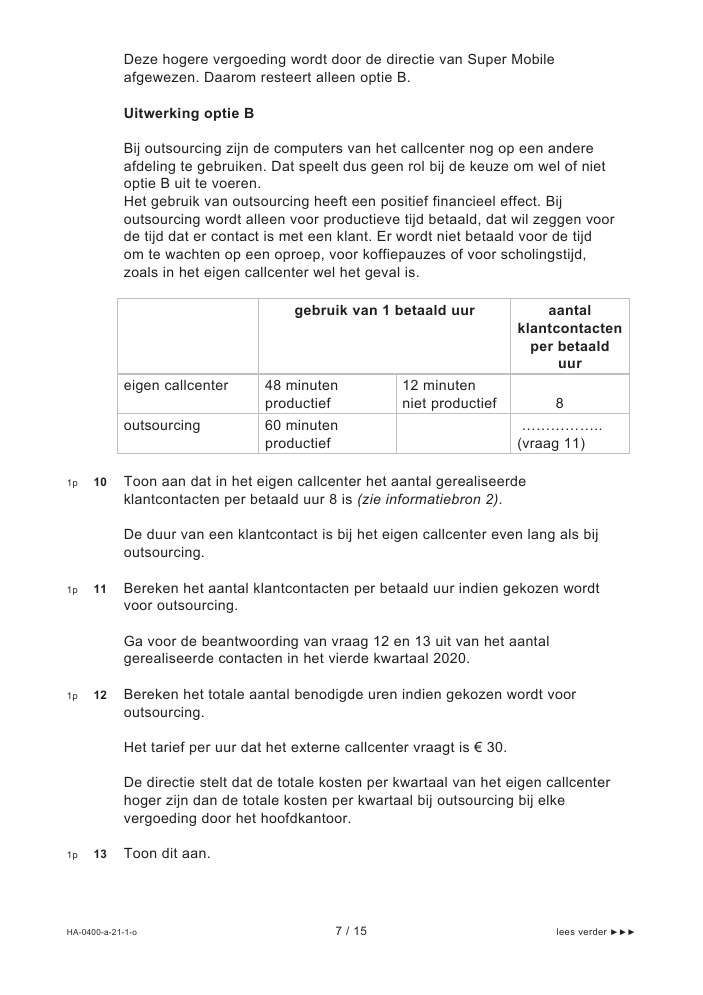 Deze hogere vergoeding wordt door de directie van Super Mobile
afgewezen. Daarom resteert alleen optie B.
Uitwerking optie B
Bij outsourcing zijn de computers van het callcenter nog op een andere
afdeling te gebruiken. Dat speelt dus geen rol bij de keuze om wel of niet
optie B uit te voeren.
Het gebruik van outsourcing heeft een positief financieel effect. Bij
outsourcing wordt alleen voor productieve tijd betaald, dat wil zeggen voor
de tijd dat er contact is met een klant. Er wordt niet betaald voor de tijd
om te wachten op een oproep, voor koffiepauzes of voor scholingstijd,
zoals in het eigen callcenter wel het geval is.
gebruik van 1 betaald uur
aantal
klantcontacten
per betaald
uur
eigen callcenter
48 minuten
productief
12 minuten
niet productief
8
outsourcing
60 minuten
productief
……………..
(vraag 11)
1p 10 Toon aan dat in het eigen callcenter het aantal gerealiseerde
klantcontacten per betaald uur 8 is (zie informatiebron 2).
De duur van een klantcontact is bij het eigen callcenter even lang als bij
outsourcing.
1p 11 Bereken het aantal klantcontacten per betaald uur indien gekozen wordt
voor outsourcing.
Ga voor de beantwoording van vraag 12 en 13 uit van het aantal
gerealiseerde contacten in het vierde kwartaal 2020.
1p 12 Bereken het totale aantal benodigde uren indien gekozen wordt voor
outsourcing.
Het tarief per uur dat het externe callcenter vraagt is € 30.
De directie stelt dat de totale kosten per kwartaal van het eigen callcenter
hoger zijn dan de totale kosten per kwartaal bij outsourcing bij elke
vergoeding door het hoofdkantoor.
1p 13 Toon dit aan.
HA-0400-a-21-1-o 7 / 15 lees verder ►►►